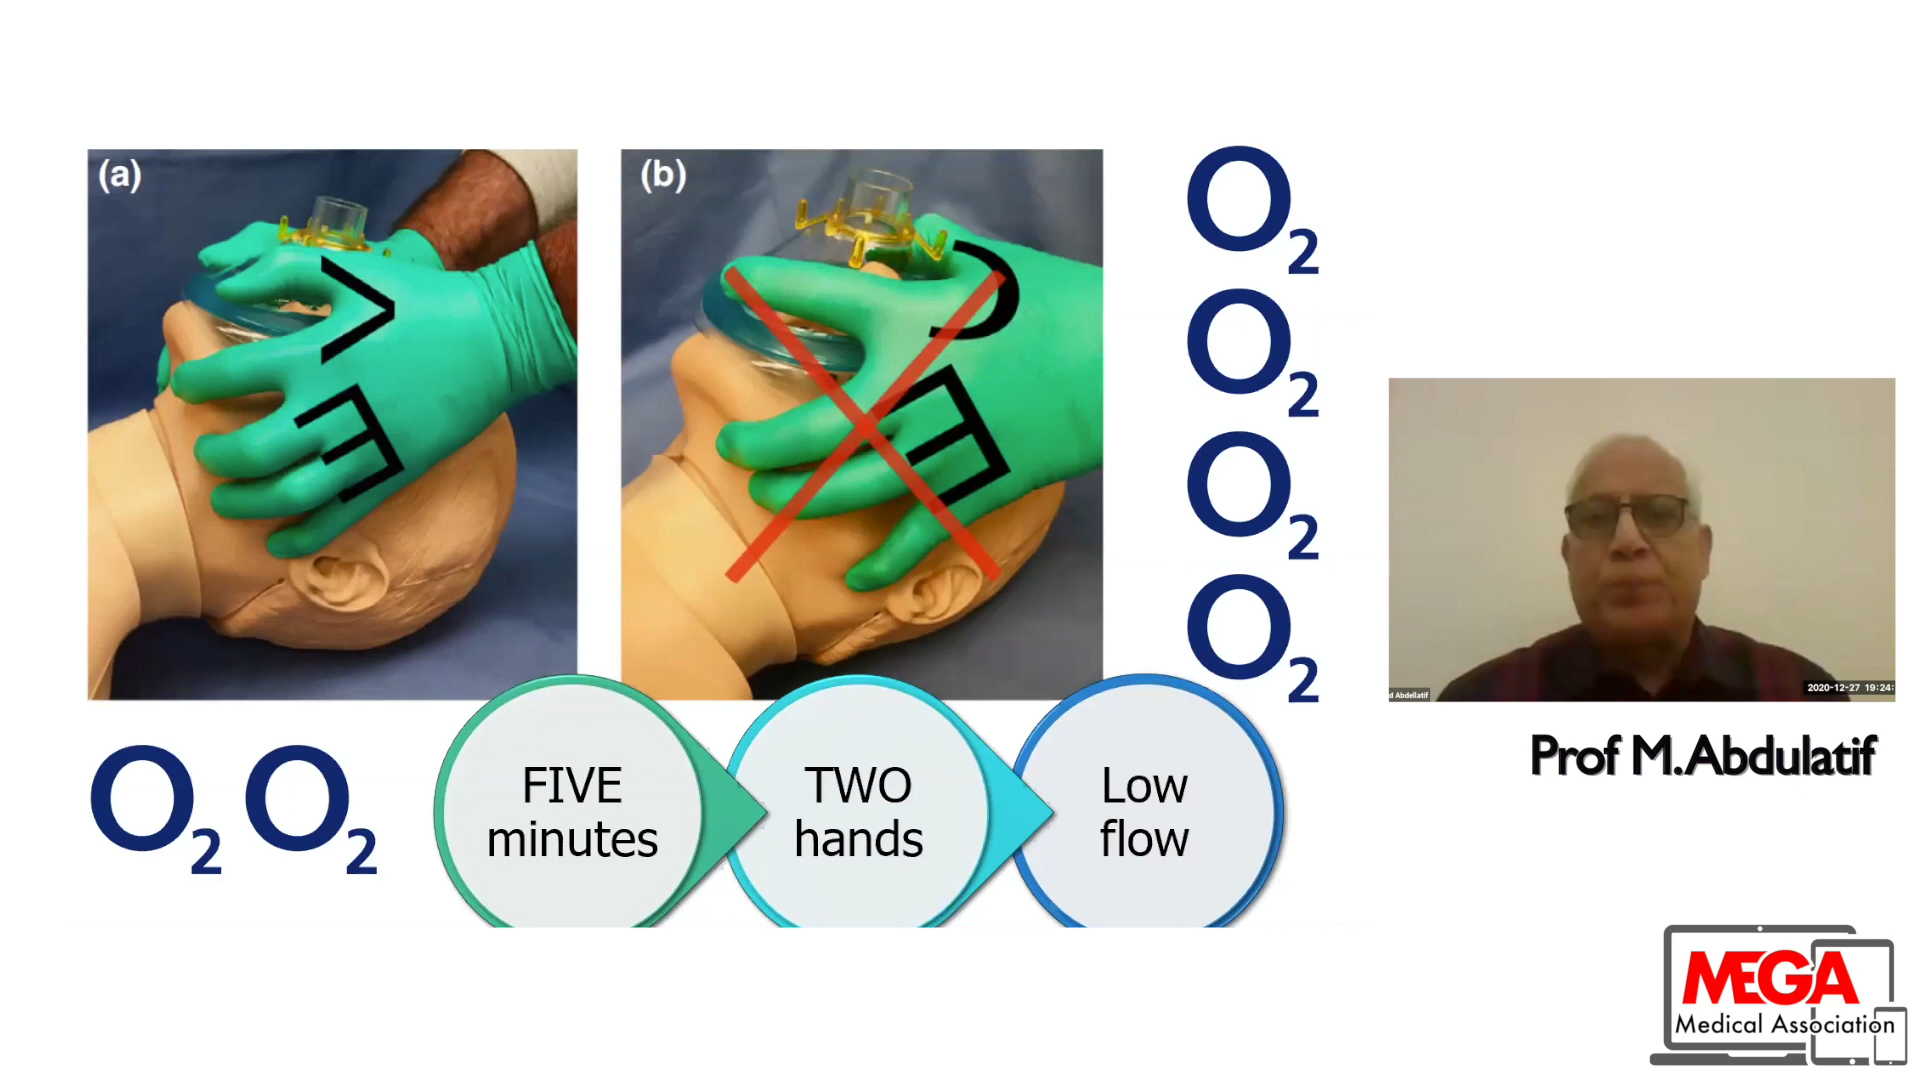 (a)
V
E
(b)
C
E
O2
O2
O2
O2
O2 O2
FIVE
minutes
TWO
hands
Low
flow
d Abdellatif
2020-12-27 19:24:
Prof M.Abdulatif
MEGA
Medical Association